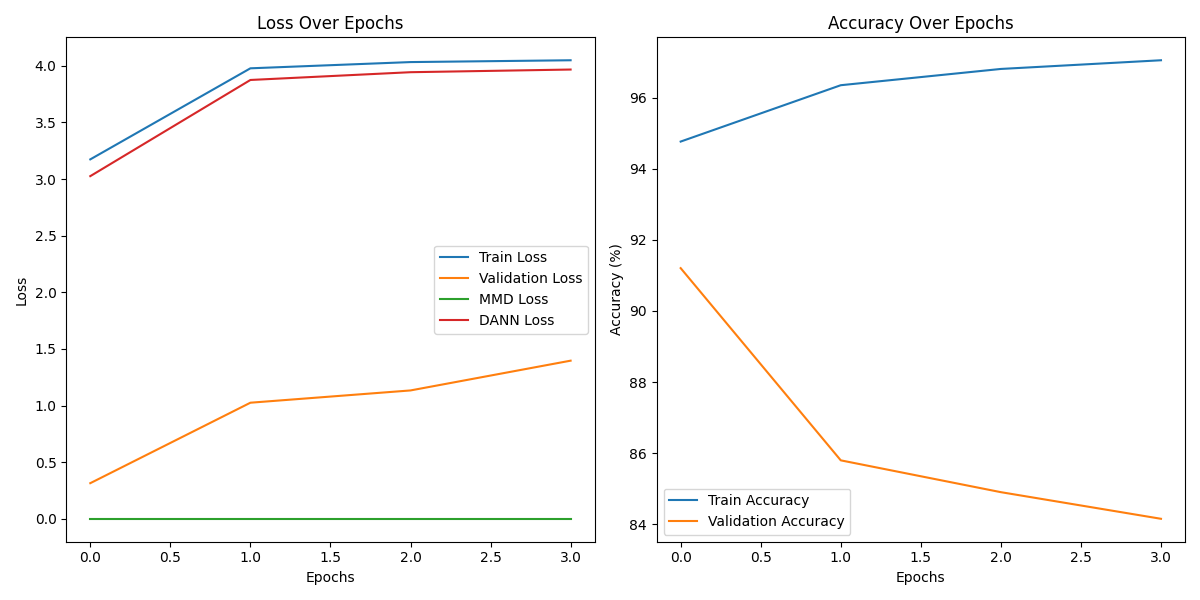 Loss Over Epochs
4.0
3.5
3.0
2.5
2.0
1.5
1.0
0.5
0.0
Loss
Train Loss
Validation Loss
MMD Loss
DANN Loss
0.0 0.5 1.0 1.5 2.0 2.5 3.0
Epochs
Accuracy Over Epochs
96
94
92
90
88
86
84
Accuracy (%)
Train Accuracy
Validation Accuracy
0.0 0.5 1.0 1.5 2.0 2.5 3.0
Epochs